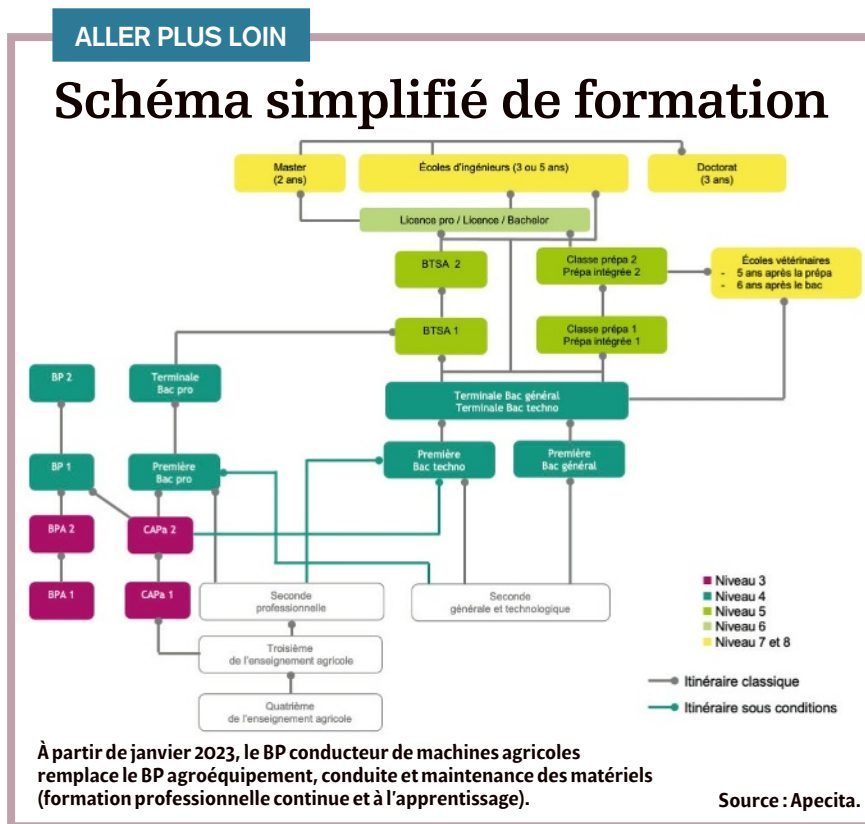 ALLER PLUS LOIN
Schéma simplifié de formation
Master
(2 ans)
Écoles d'ingénieurs (3 ou 5 ans)
Doctorat
(3 ans)
Licence pro / Licence / Bachelor
BTSA 2
Classe prépa 2
Prépa intégrée 2
Écoles vétérinaires
- 5 ans après la prépa
- 6 ans après le bac
BTSA 1
Classe prépa 1
Prépa intégrée 1
BP 2
Terminale
Bac pro
Terminale Bac général
Terminale Bac techno
BP 1
Première
Bac pro
Première
Bac techno
Première
Bac général
BPA 2
CAPa 2
BPA 1
CAPa 1
Seconde
professionnelle
Seconde
générale et technologique
Troisième
de l'enseignement agricole
Quatrième
de l'enseignement agricole
Niveau 3
Niveau 4
Niveau 5
Niveau 6
Niveau 7 et 8
Itinéraire classique
Itinéraire sous conditions
À partir de janvier 2023, le BP conducteur de machines agricoles
remplace le BP agroéquipement, conduite et maintenance des matériels
(formation professionnelle continue et à l'apprentissage).
Source : Apecita.